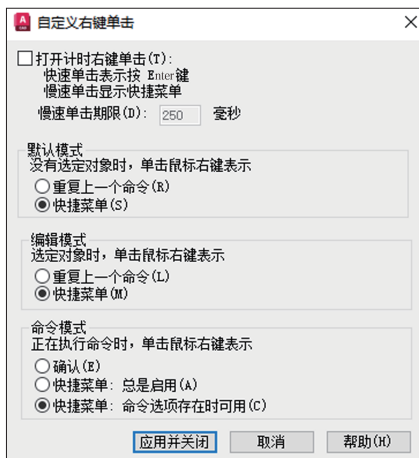 自定义右键单击
打开计时右键单击(T):
快速单击表示按 Enter键
慢速单击显示快捷菜单
慢速单击期限(D): 250 毫秒
默认模式
没有选定对象时，单击鼠标右键表示
重复上一个命令(R)
快捷菜单(S)
编辑模式
选定对象时，单击鼠标右键表示
重复上一个命令(L)
快捷菜单(M)
命令模式
正在执行命令时，单击鼠标右键表示
确认(E)
快捷菜单: 总是启用(A)
快捷菜单: 命令选项存在时可用(C)
应用并关闭 取消 帮助(H)